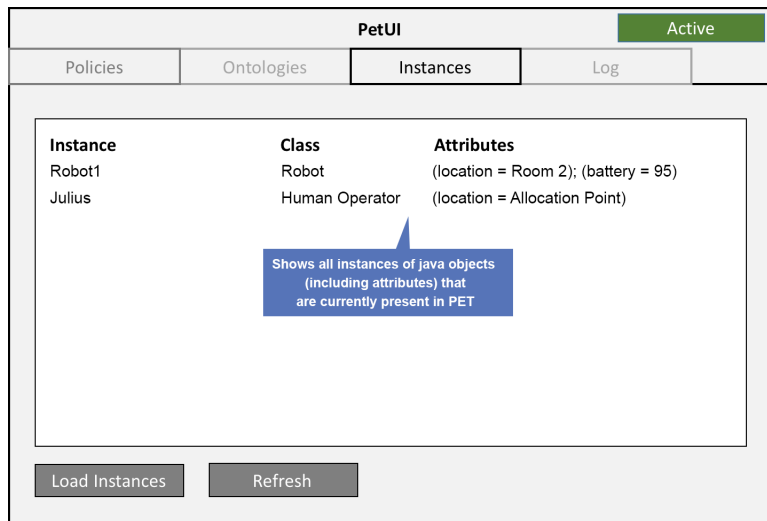 PetUI
Active
Policies
Ontologies
Instances
Log
Instance Class Attributes
Robot1 Robot (location = Room 2); (battery = 95)
Julius Human Operator (location = Allocation Point)
Shows all instances of java objects
(including attributes) that
are currently present in PET
Load Instances
Refresh